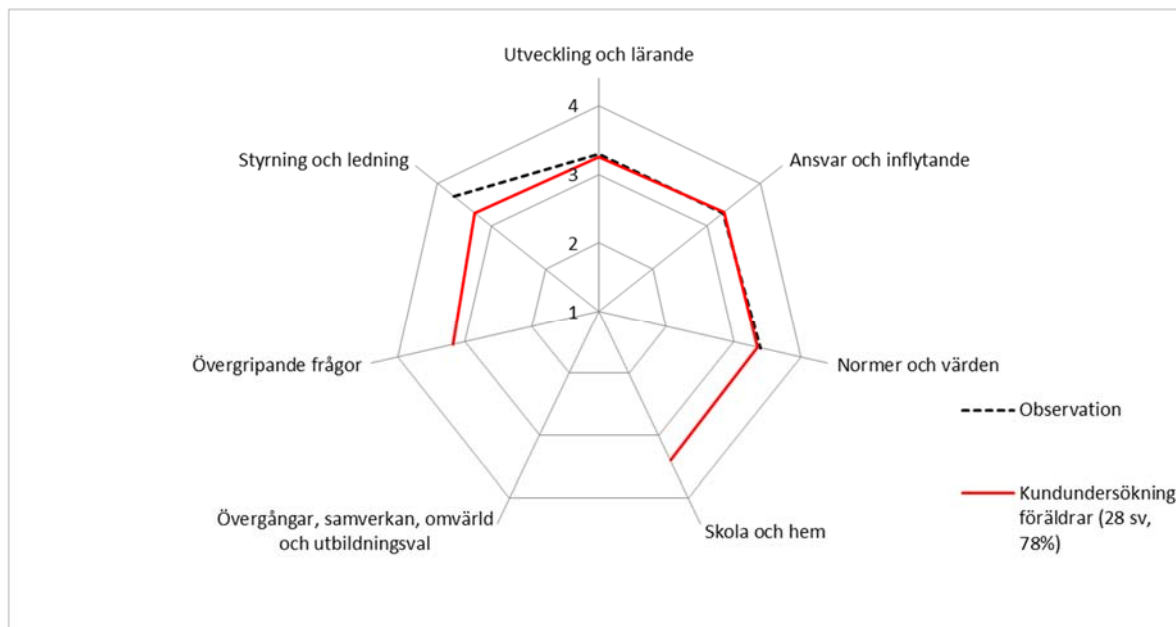 Utveckling och lärande
4
Styrning och ledning
Ansvar och inflytande
3
2
1
Övergripande frågor
Normer och värden
Observation
Kundundersökning
föräldrar (28 sv,
78%)
Övergångar, samverkan, omvärld
och utbildningsval
Skola och hem